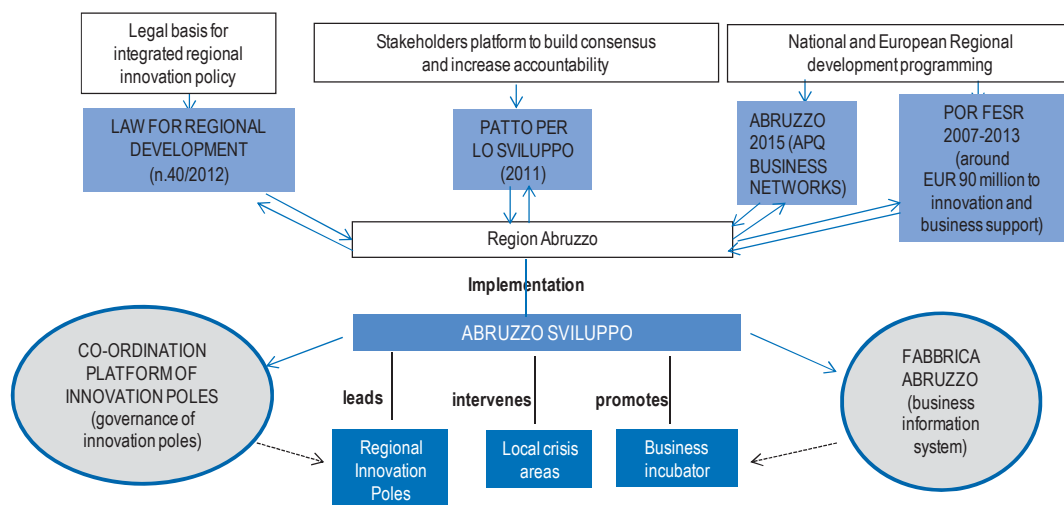 Legal basis for
integrated regional
innovation policy
Stakeholders platform to build consensus
and increase accountability
National and European Regional
development programming
LAW FOR REGIONAL
DEVELOPMENT
(n.40/2012)
PATTO PER
LO SVILUPPO
(2011)
ABRUZZO
2015 (APQ
BUSINESS
NETWORKS)
POR FESR
2007-2013
(around
EUR 90 million to
innovation and
business support)
Region Abruzzo
Implementation
ABRUZZO SVILUPPO
CO-ORDINATION
PLATFORM OF
INNOVATION POLES
(governance of
innovation poles)
FABBRICA
ABRUZZO
(business
information
system)
leads
intervenes
promotes
Regional
Innovation
Poles
Local crisis
areas
Business
incubator